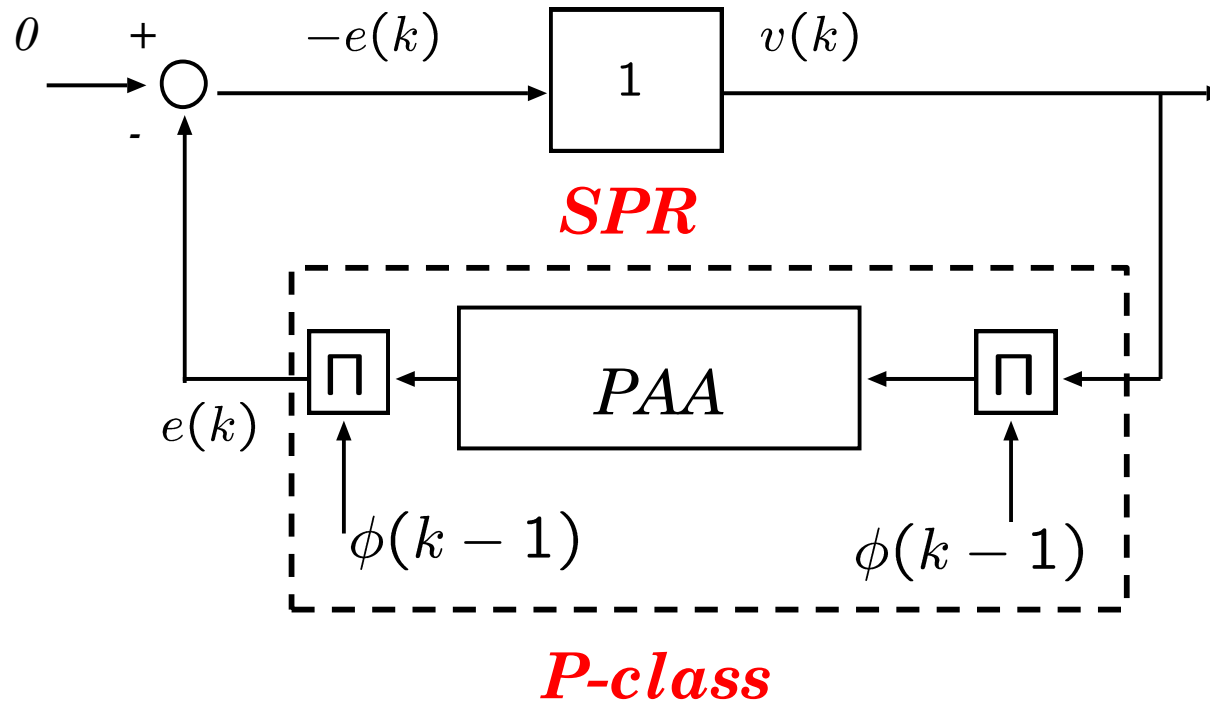 0
+
−e(k)
1
v(k)
-
SPR
Π
PAA
Π
e(k)
ϕ(k − 1)
ϕ(k − 1)
P-class